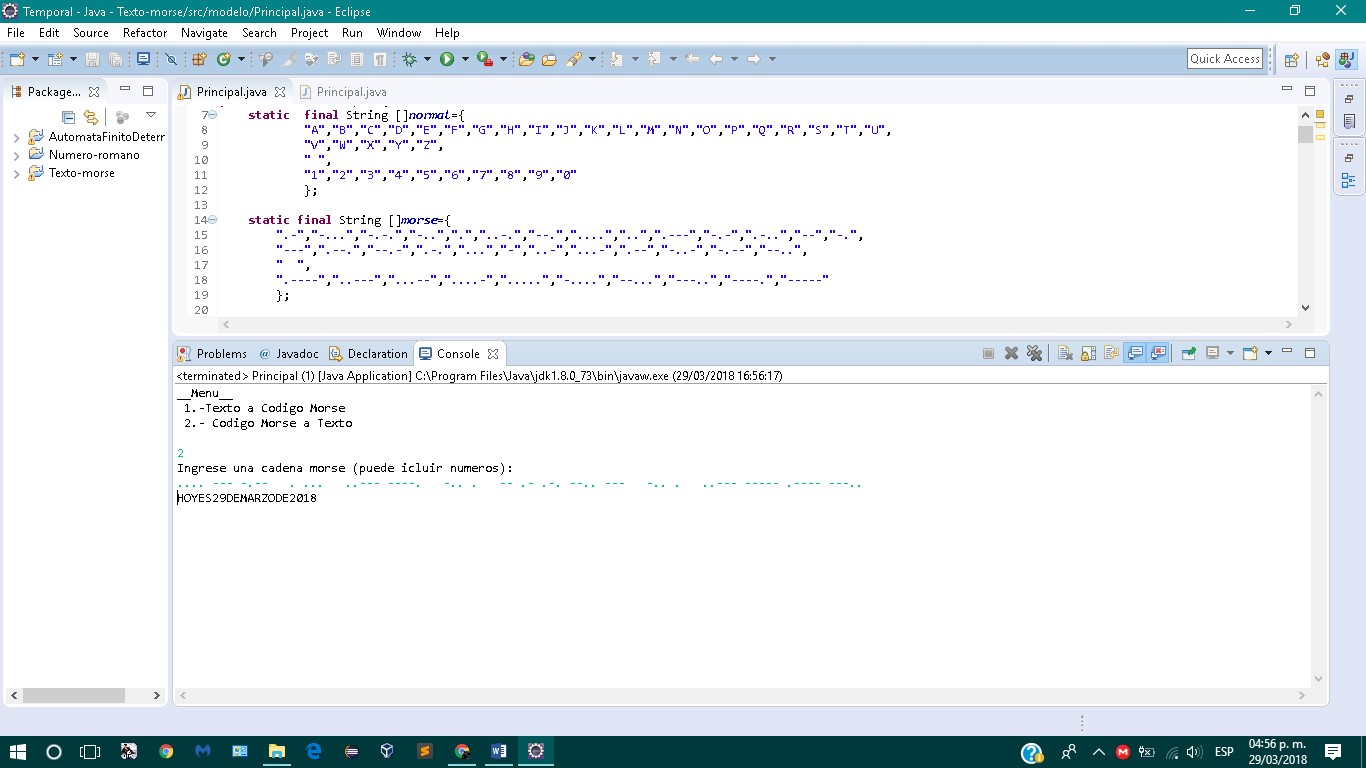 Temporal - Java - Texto-morse/src/modelo/Principal.java - Eclipse
File Edit Source Refactor Navigate Search Project Run Window Help
Quick Access
Package...
AutomataFinitoDeterr
Numero-romano
Texto-morse
Principal.java Principal.java
7 static  final String []normal={
8 "A","B","C","D","E","F","G","H","I","J","K","L","M","N","O","P","Q","R","S","T","U",
9 "V","W","X","Y","Z",
10 " ",
11 "1","2","3","4","5","6","7","8","9","0"
12 };
13
14 static final String []morse={
15 ".-","-...","-.-.","-..",".","..-.","--.","....","..",".---","-.-",".-..","--","-.",
16 "---",".--.","--.-",".-.","...","-","..-","...-",".--","-..-","-.--","--..",
17 "  ",
18 ".----","..---","...--","....-",".....","-....","--...","---..","----.","-----"
19 };
20
Problems @ Javadoc Declaration Console
<terminated> Principal (1) [Java Application] C:\Program Files\Java\jdk1.8.0_73\bin\javaw.exe (29/03/2018 16:56:17)
__Menu__
1.-Texto a Codigo Morse
2.- Codigo Morse a Texto
2
Ingrese una cadena morse (puede icluir numeros):
.... --- -.--   . ...   ..--- ----.   -.. .   -- .- .-. --.. ---   -.. .   ..--- ----- .---- ---..
HOYES29DEMARZODE2018
ESP
04:56 p. m.
29/03/2018